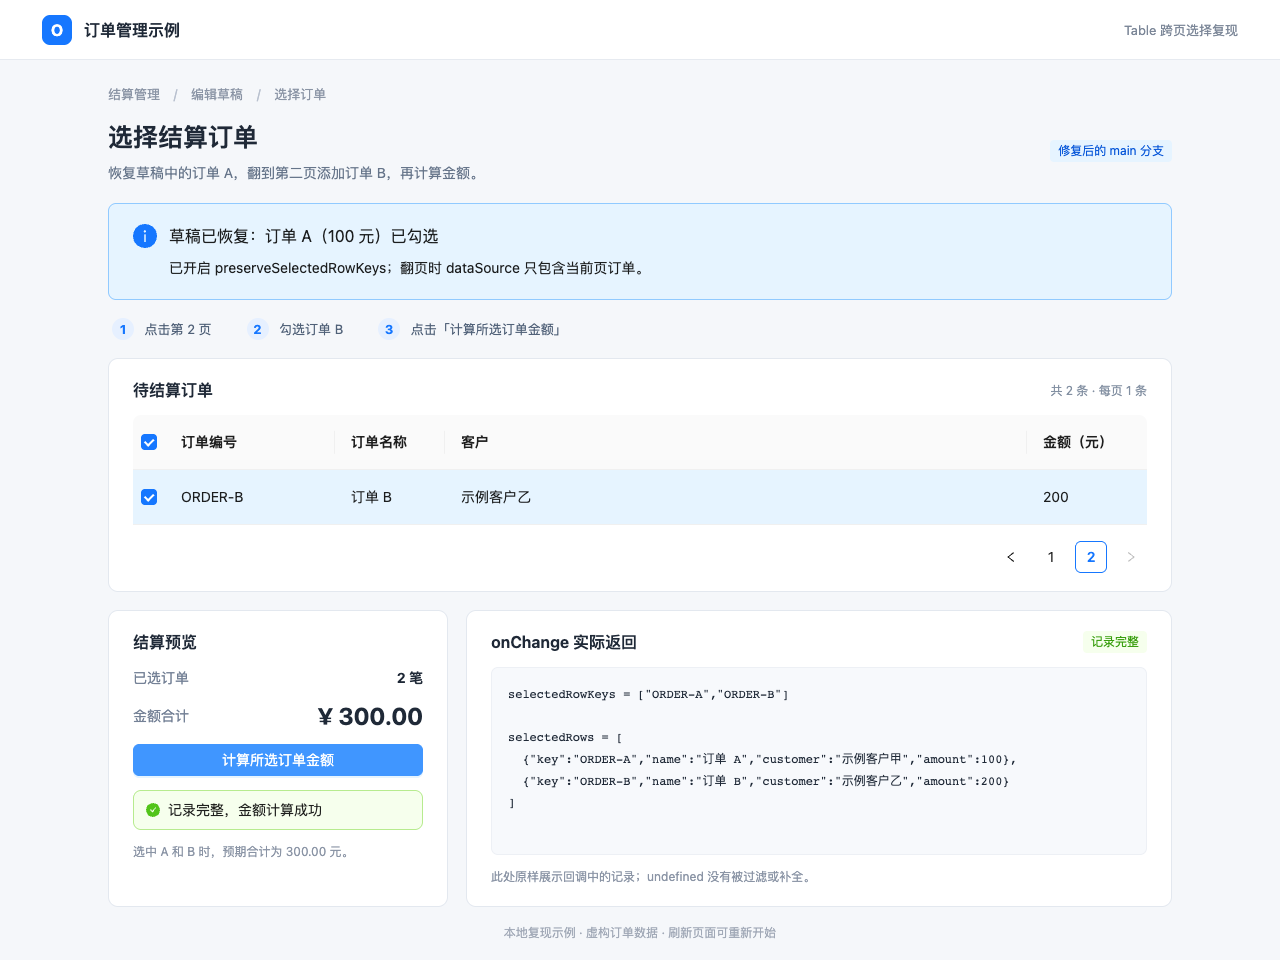 O 订单管理示例
Table 跨页选择复现
结算管理 / 编辑草稿 / 选择订单
选择结算订单
修复后的 main 分支
恢复草稿中的订单 A，翻到第二页添加订单 B，再计算金额。
草稿已恢复：订单 A（100 元）已勾选
已开启 preserveSelectedRowKeys；翻页时 dataSource 只包含当前页订单。
1 点击第 2 页 2 勾选订单 B 3 点击「计算所选订单金额」
待结算订单
共 2 条 · 每页 1 条
订单编号 订单名称 客户 金额（元）
ORDER-B 订单 B 示例客户乙 200
< 1 2 >
结算预览
已选订单 2 笔
金额合计 ¥ 300.00
计算所选订单金额
记录完整，金额计算成功
选中 A 和 B 时，预期合计为 300.00 元。
onChange 实际返回
记录完整
selectedRowKeys = ["ORDER-A","ORDER-B"]
selectedRows = [
{"key":"ORDER-A","name":"订单 A","customer":"示例客户甲","amount":100},
{"key":"ORDER-B","name":"订单 B","customer":"示例客户乙","amount":200}
]
此处原样展示回调中的记录；undefined 没有被过滤或补全。
本地复现示例 · 虚构订单数据 · 刷新页面可重新开始